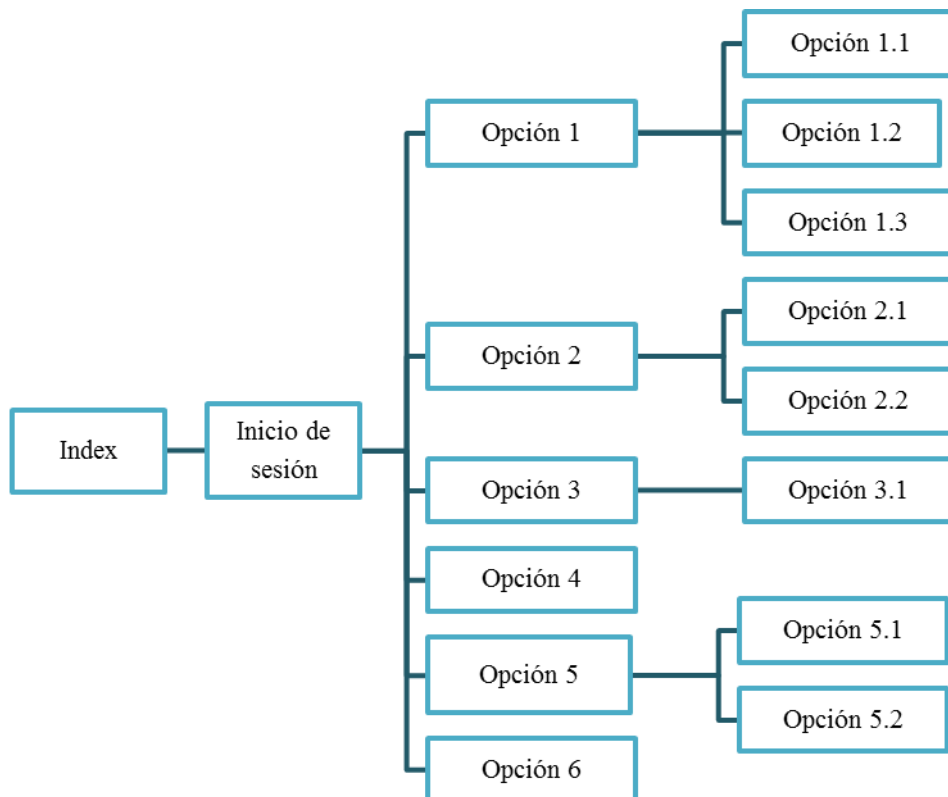 Index
Inicio de
sesión
Opción 1
Opción 1.1
Opción 1.2
Opción 1.3
Opción 2
Opción 2.1
Opción 2.2
Opción 3
Opción 3.1
Opción 4
Opción 5
Opción 5.1
Opción 5.2
Opción 6